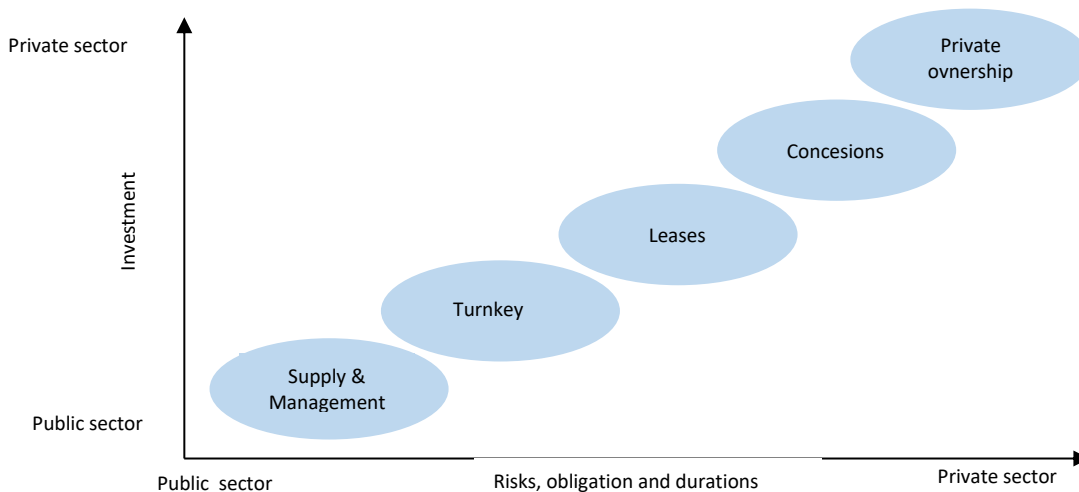 Private sector
Private
ovnership
Concesions
Investment
Leases
Turnkey
Supply &
Management
Public sector
Public sector
Risks, obligation and durations
Private sector